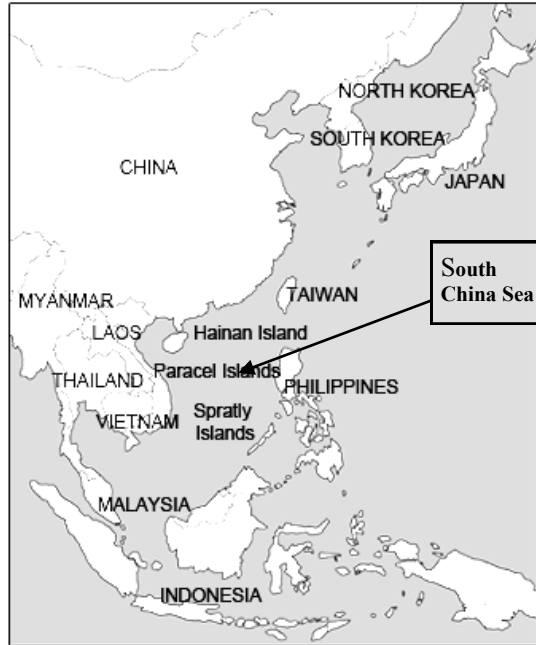 NORTH KOREA
SOUTH KOREA
CHINA
JAPAN
South
China Sea
TAIWAN
MYANMAR
LAOS
Hainan Island
Paracel Islands
THAILAND
PHILIPPINES
Spratly
Islands
VIETNAM
MALAYSIA
INDONESIA